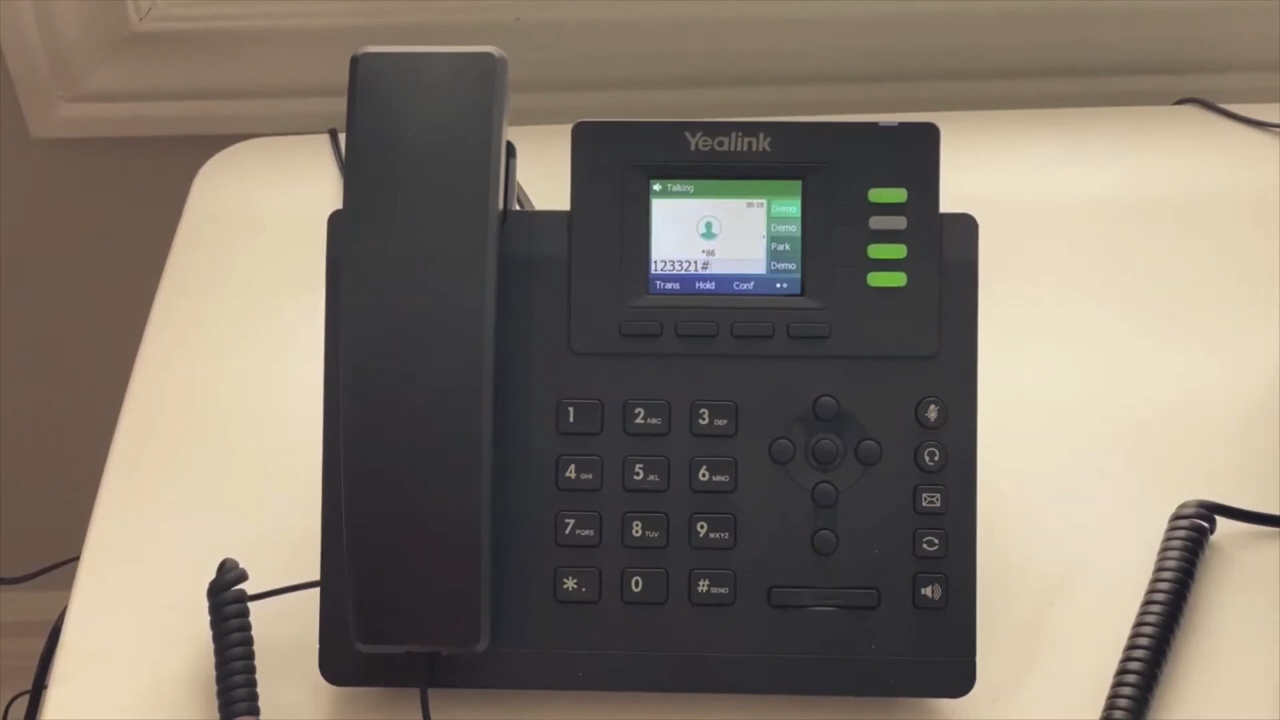 Yealink
Talking
Demo
Demo
*86
Park
123321#
Demo
Trans Hold Conf
1 2 ABC 3 DEF
4 GHI 5 JKL 6 MNO
7 PQRS 8 TUV 9 WXYZ
*. 0 # SEND